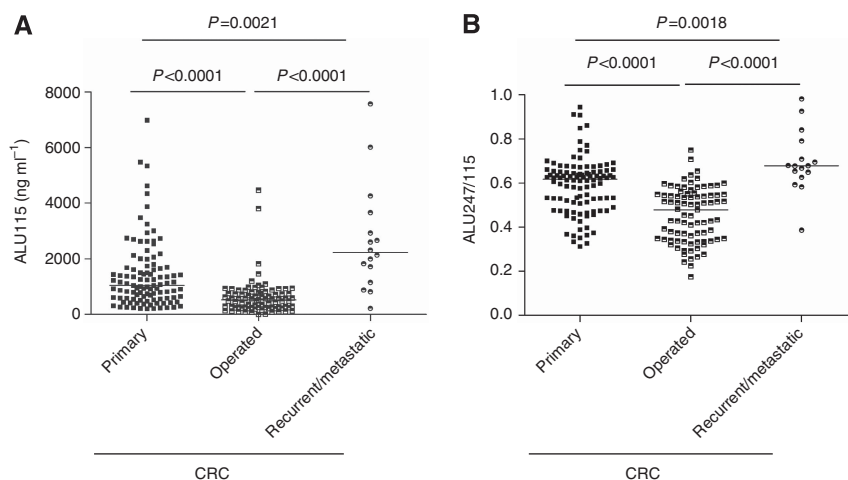 A
P=0.0021
P<0.0001
P<0.0001
8000
6000
4000
2000
0
ALU115 (ng ml⁻¹)
Primary
Operated
Recurrent/metastatic
CRC
B
P=0.0018
P<0.0001
P<0.0001
1.0
0.8
0.6
0.4
0.2
0.0
ALU247/115
Primary
Operated
Recurrent/metastatic
CRC